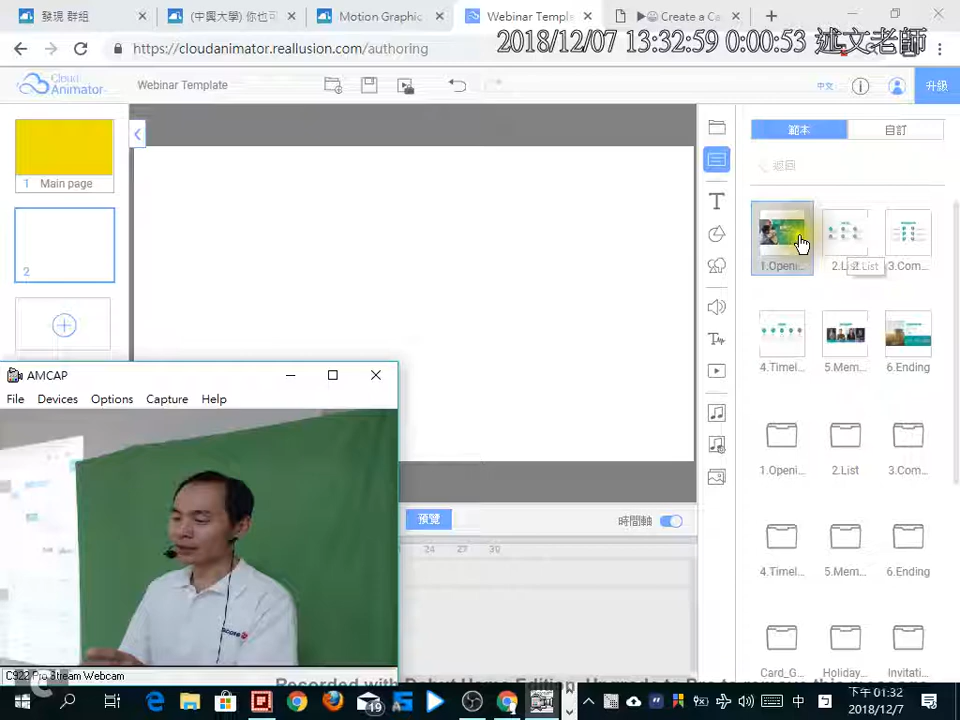 發現 群組
(中興大學) 你也可
Motion Graphic
Webinar Templ
Create a Ca
https://cloudanimator.reallusion.com/authoring
2018/12/07 13:32:59 0:00:53 述文老師
Cloud Animator
Webinar Template
中文
升級
1 Main page
2
範本
自訂
返回
1.Openi...
2.List
2.List
3.Com...
4.Timel...
5.Mem...
6.Ending
1.Openi...
2.List
3.Com...
4.Timel...
5.Mem...
6.Ending
Card_G...
Holiday...
Invitati...
預覽
時間軸
24 27 30
AMCAP
File Devices Options Capture Help
C922 Pro Stream Webcam
19
中
下午 01:32
2018/12/7